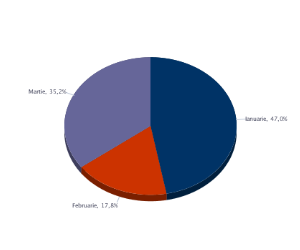 Martie, 35,2%
Ianuarie, 47,0%
Februarie, 17,8%